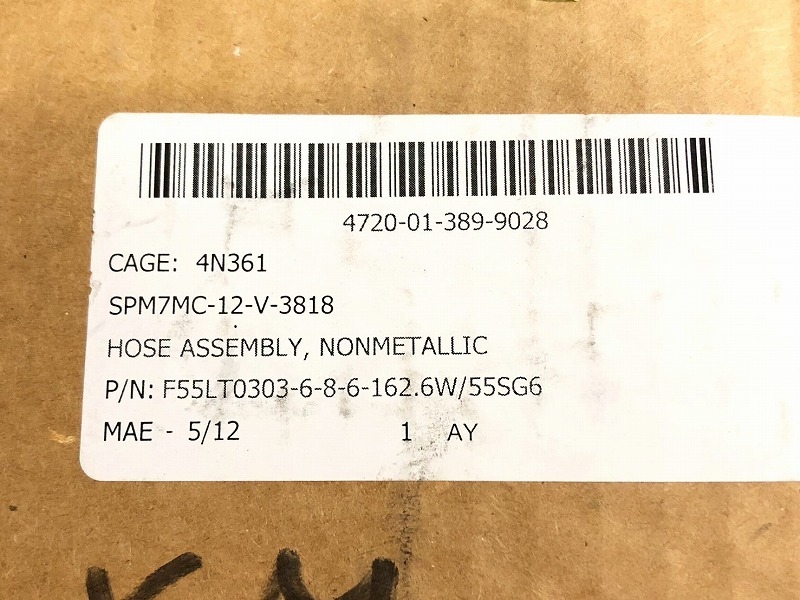 4720-01-389-9028
CAGE: 4N361
SPM7MC-12-V-3818
HOSE ASSEMBLY, NONMETALLIC
P/N: F55LT0303-6-8-6-162.6W/55SG6
MAE - 5/12 1 AY